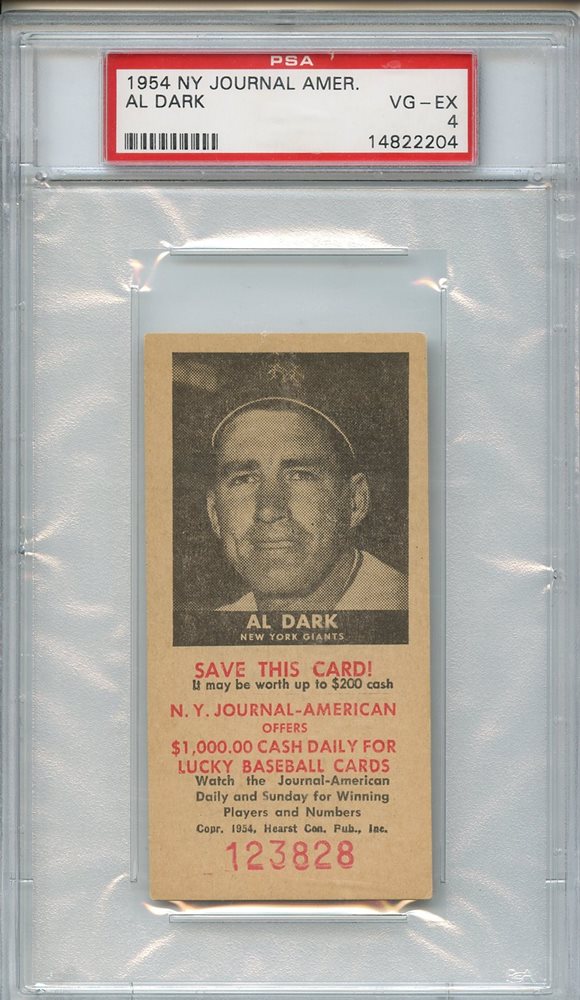 PSA
1954 NY JOURNAL AMER.
AL DARK VG-EX
4
14822204
AL DARK
NEW YORK GIANTS
SAVE THIS CARD!
It may be worth up to $200 cash
N. Y. JOURNAL-AMERICAN
OFFERS
$1,000.00 CASH DAILY FOR
LUCKY BASEBALL CARDS
Watch the Journal-American
Daily and Sunday for Winning
Players and Numbers
Copr. 1954, Hearst Con. Pub., Inc.
123828
PSA